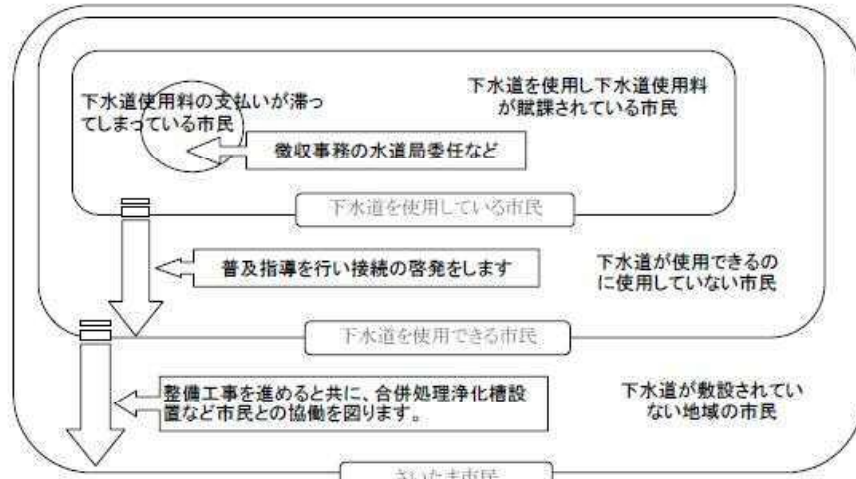 下水道使用料の支払いが滞っ
てしまっている市民
下水道を使用し下水道使用料
が賦課されている市民
徴収事務の水道局委任など
下水道を使用している市民
普及指導を行い接続の啓発をします
下水道が使用できるの
に使用していない市民
下水道を使用できる市民
整備工事を進めると共に、合併処理浄化槽設
置など市民との協働を図ります。
下水道が敷設されてい
ない地域の市民
さいたま市民